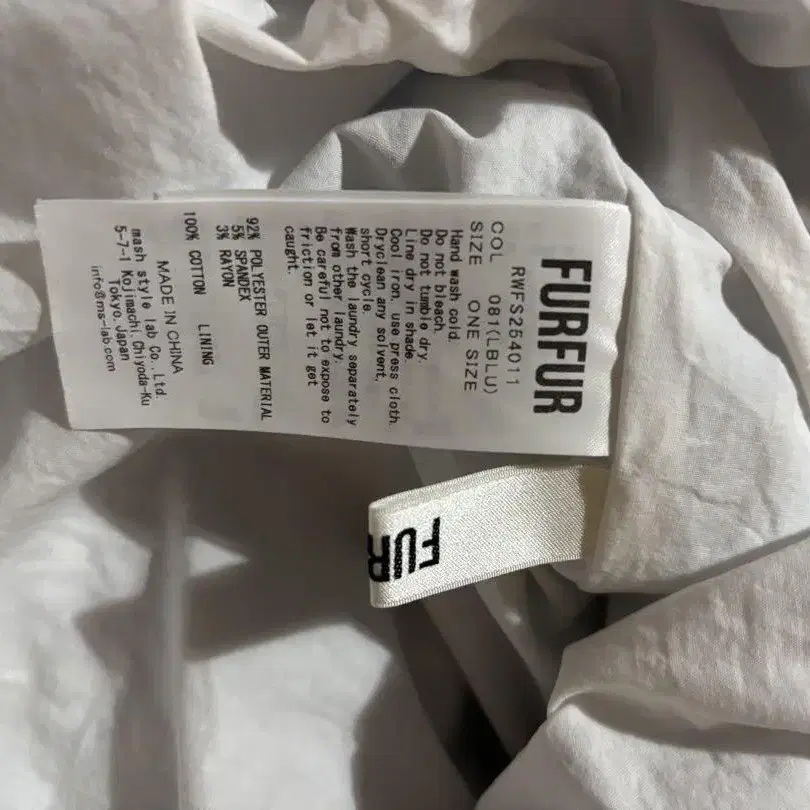 FURFUR
RWFS254011
COL 081(LBLU)
SIZE ONE SIZE
Hand wash cold.
Do not bleach.
Do not tumble dry.
Line dry in shade.
Cool iron, use press cloth.
Dryclean any solvent,
short cycle.
Wash the laundry separately
from other laundry.
Be careful not to expose to
friction or let it get
caught.
92% POLYESTER OUTER MATERIAL
5% SPANDEX
3% RAYON
100% COTTON LINING
MADE IN CHINA
mash style lab Co.,Ltd.
5-7-1 Kojimachi,Chiyoda-Ku
Tokyo,Japan
info@ms-lab.com
FUR